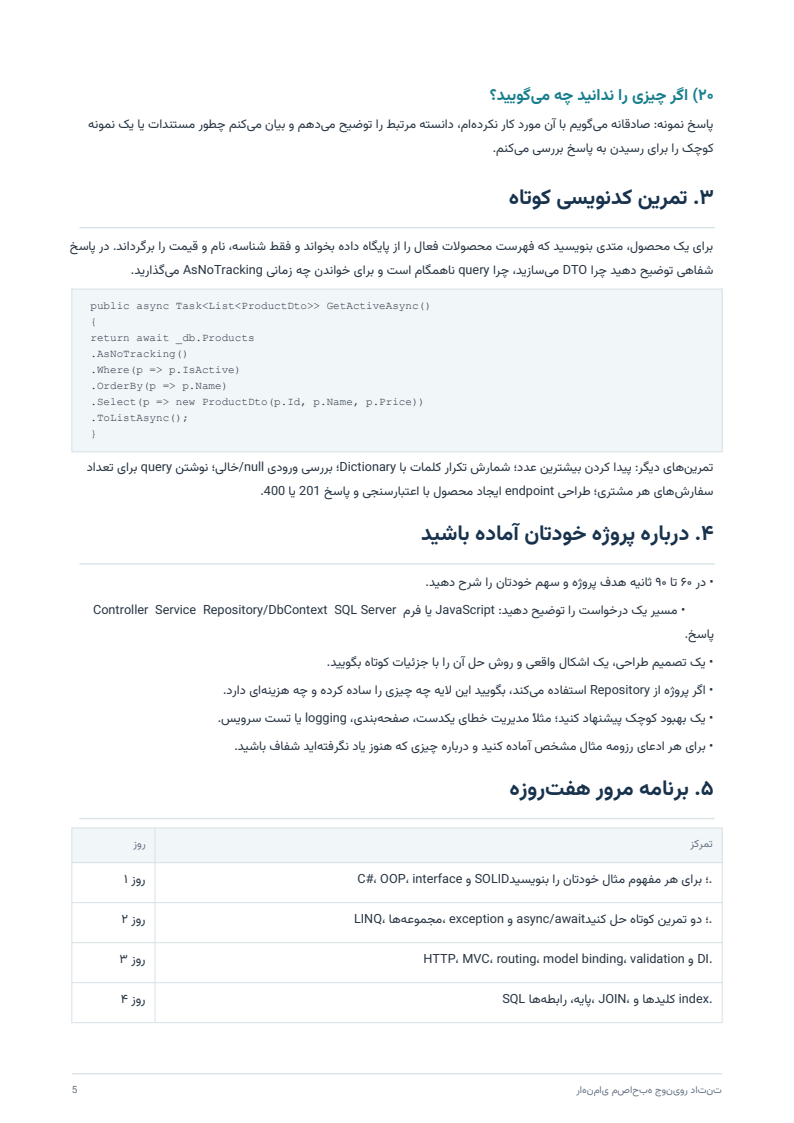 ۲۰) اگر چیزی را ندانید چه می‌گویید؟
پاسخ نمونه: صادقانه می‌گویم با آن مورد کار نکرده‌ام، دانسته مرتبط را توضیح می‌دهم و بیان می‌کنم چطور مستندات یا یک نمونه
کوچک را برای رسیدن به پاسخ بررسی می‌کنم.
۳. تمرین کدنویسی کوتاه
برای یک محصول، متدی بنویسید که فهرست محصولات فعال را از پایگاه داده بخواند و فقط شناسه، نام و قیمت را برگرداند. در پاسخ
شفاهی توضیح دهید چرا DTO می‌سازید، چرا query ناهمگام است و برای خواندن چه زمانی AsNoTracking می‌گذارید.
public async Task<List<ProductDto>> GetActiveAsync()
{
return await _db.Products
.AsNoTracking()
.Where(p => p.IsActive)
.OrderBy(p => p.Name)
.Select(p => new ProductDto(p.Id, p.Name, p.Price))
.ToListAsync();
}
تمرین‌های دیگر: پیدا کردن بیشترین عدد؛ شمارش تکرار کلمات با Dictionary؛ بررسی ورودی null/خالی؛ نوشتن query برای تعداد
سفارش‌های هر مشتری؛ طراحی endpoint ایجاد محصول با اعتبارسنجی و پاسخ 201 یا 400.
۴. درباره پروژه خودتان آماده باشید
• در ۶۰ تا ۹۰ ثانیه هدف پروژه و سهم خودتان را شرح دهید.
• مسیر یک درخواست را توضیح دهید: JavaScript یا فرم Controller Service Repository/DbContext SQL Server
پاسخ.
• یک تصمیم طراحی، یک اشکال واقعی و روش حل آن را با جزئیات کوتاه بگویید.
• اگر پروژه از Repository استفاده می‌کند، بگویید این لایه چه چیزی را ساده کرده و چه هزینه‌ای دارد.
• یک بهبود کوچک پیشنهاد کنید؛ مثلاً مدیریت خطای یکدست، صفحه‌بندی، logging یا تست سرویس.
• برای هر ادعای رزومه مثال مشخص آماده کنید و درباره چیزی که هنوز یاد نگرفته‌اید شفاف باشید.
۵. برنامه مرور هفت‌روزه
تمرکز روز
.؛ برای هر مفهوم مثال خودتان را بنویسیدSOLID و C#، OOP، interface روز ۱
.؛ دو تمرین کوتاه حل کنیدasync/await و exception ،مجموعه‌ها ،LINQ روز ۲
.DI و HTTP، MVC، routing، model binding، validation روز ۳
.index کلیدها و ،JOIN ،پایه، رابطه‌ها SQL روز ۴
تنتاد روینوج هبحاصم یامنهار
5